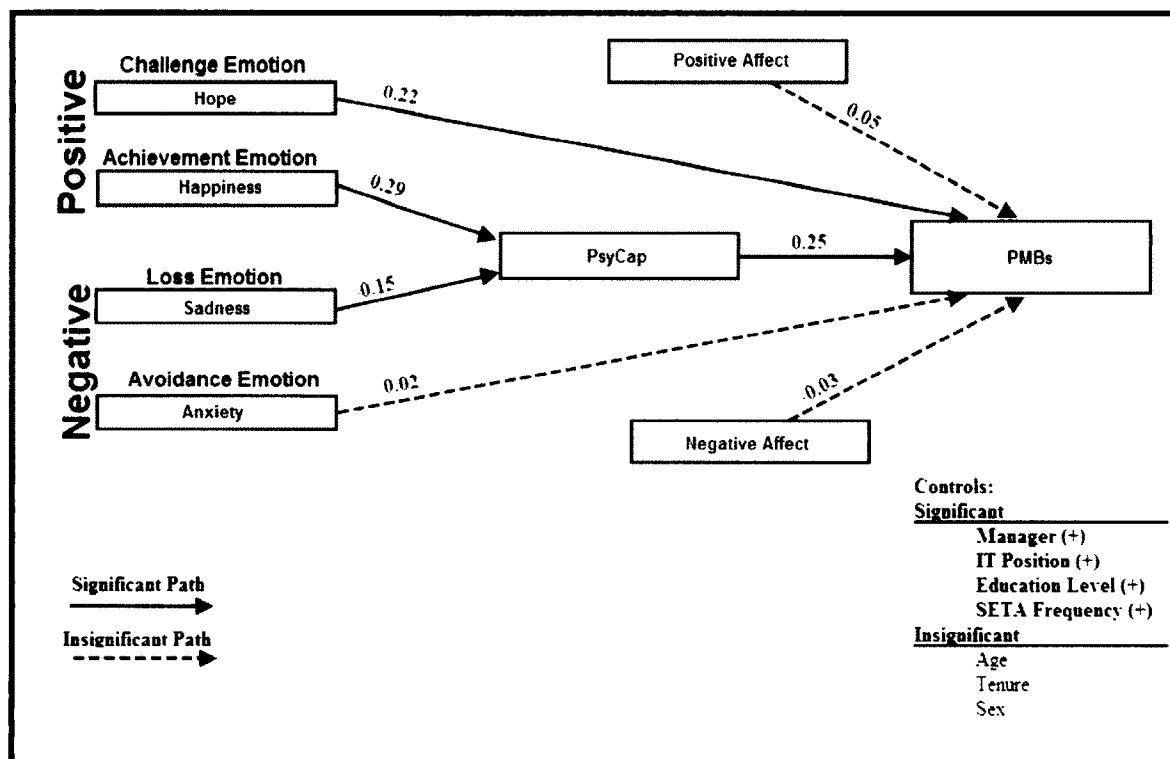 Positive
Negative
Challenge Emotion
Hope
Achievement Emotion
Happiness
Loss Emotion
Sadness
Avoidance Emotion
Anxiety
0.22
0.29
0.15
0.02
PsyCap
0.25
Positive Affect
0.05
PMBs
-0.03
Negative Affect
Significant Path
Insignificant Path
Controls:
Significant
Manager (+)
IT Position (+)
Education Level (+)
SETA Frequency (+)
Insignificant
Age
Tenure
Sex